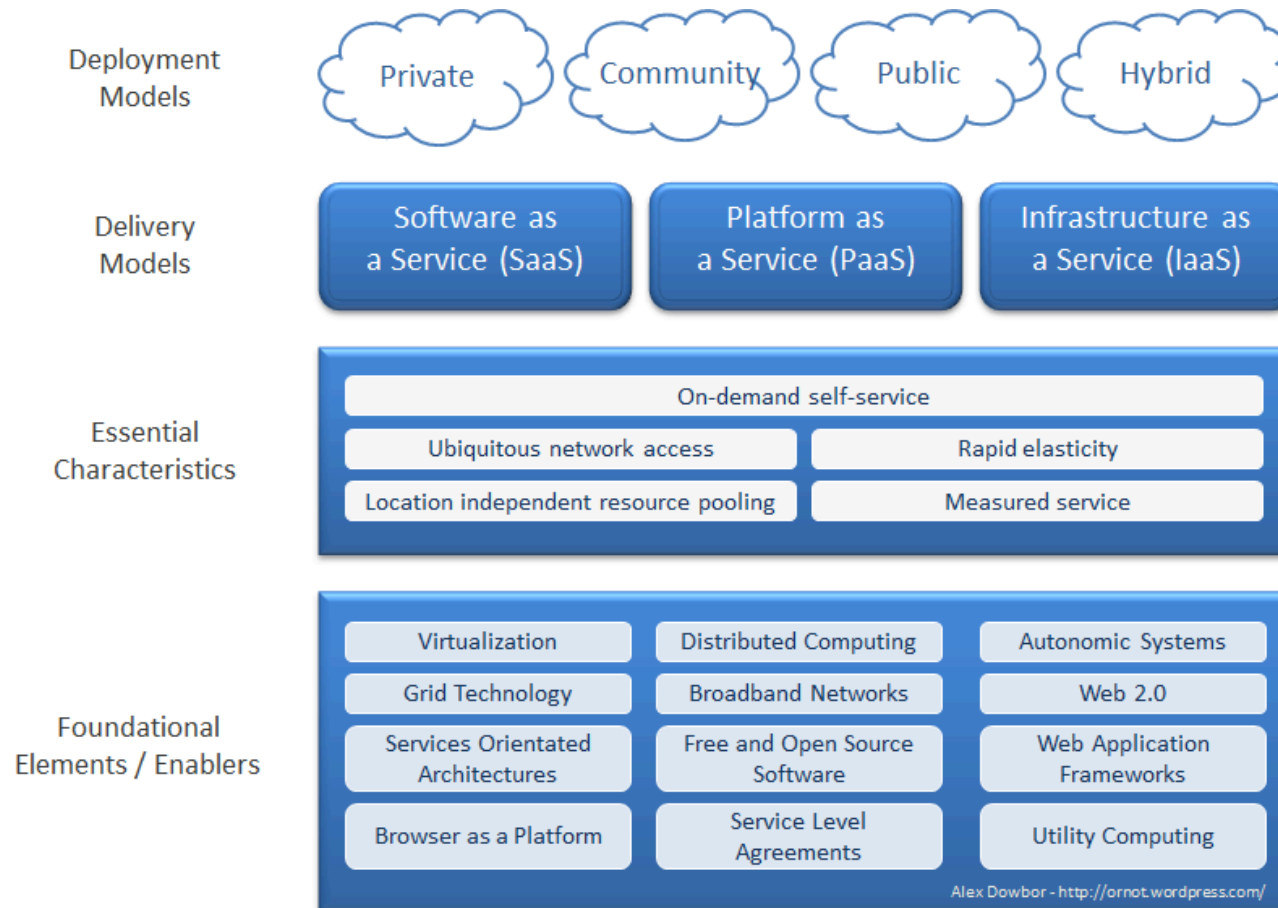 Deployment
Models
Private
Community
Public
Hybrid
Delivery
Models
Software as
a Service (SaaS)
Platform as
a Service (PaaS)
Infrastructure as
a Service (IaaS)
Essential
Characteristics
On-demand self-service
Ubiquitous network access
Rapid elasticity
Location independent resource pooling
Measured service
Foundational
Elements / Enablers
Virtualization
Distributed Computing
Autonomic Systems
Grid Technology
Broadband Networks
Web 2.0
Services Orientated
Architectures
Free and Open Source
Software
Web Application
Frameworks
Browser as a Platform
Service Level
Agreements
Utility Computing
Alex Dowbor - http://ornot.wordpress.com/